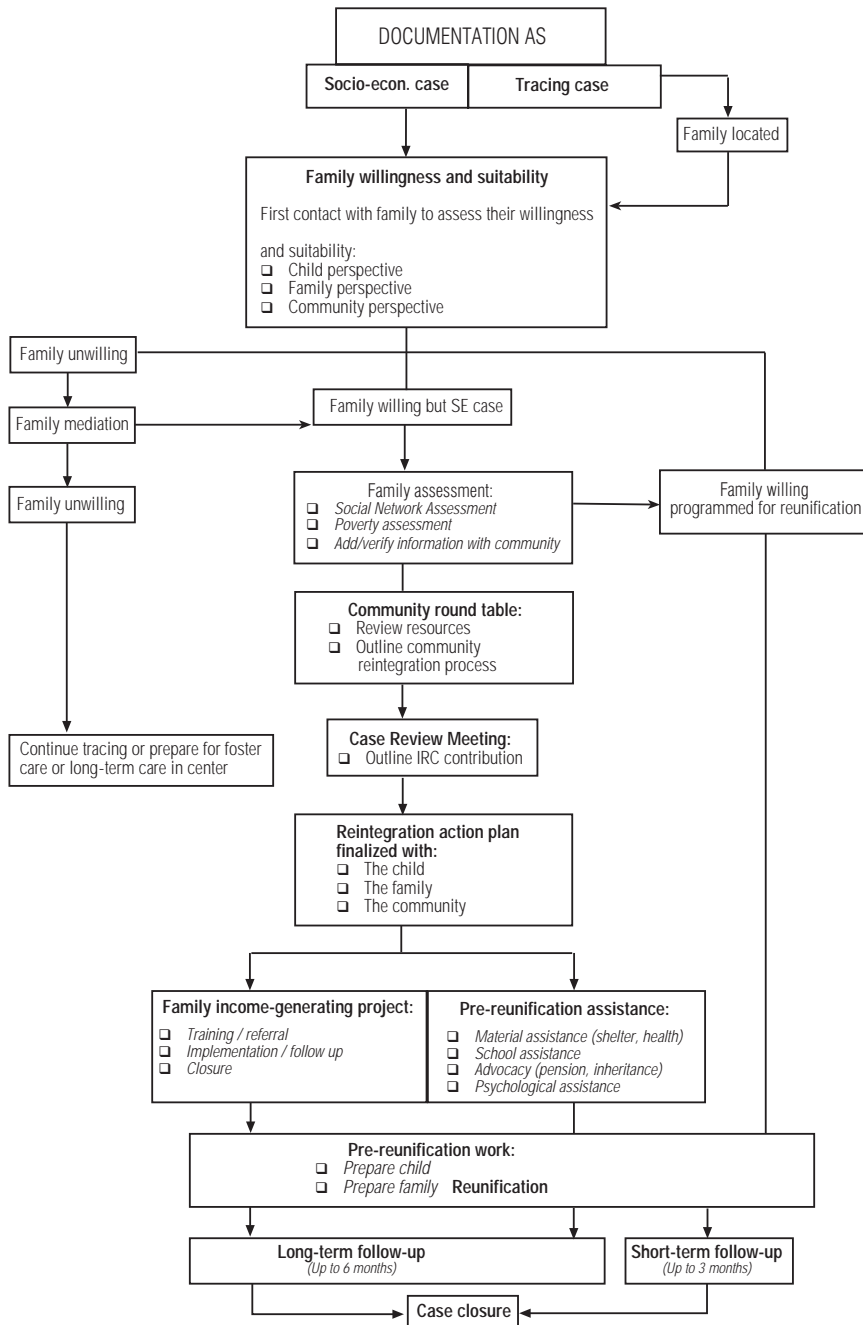 DOCUMENTATION AS
Socio-econ. case
Tracing case
Family located
Family willingness and suitability
First contact with family to assess their willingness
and suitability:
❑ Child perspective
❑ Family perspective
❑ Community perspective
Family unwilling
Family mediation
Family willing but SE case
Family unwilling
Family assessment:
❑ Social Network Assessment
❑ Poverty assessment
❑ Add/verify information with community
Family willing
programmed for reunification
Community round table:
❑ Review resources
❑ Outline community
reintegration process
Continue tracing or prepare for foster
care or long-term care in center
Case Review Meeting:
❑ Outline IRC contribution
Reintegration action plan
finalized with:
❑ The child
❑ The family
❑ The community
Family income-generating project:
❑ Training / referral
❑ Implementation / follow up
❑ Closure
Pre-reunification assistance:
❑ Material assistance (shelter, health)
❑ School assistance
❑ Advocacy (pension, inheritance)
❑ Psychological assistance
Pre-reunification work:
❑ Prepare child
❑ Prepare family Reunification
Long-term follow-up
(Up to 6 months)
Short-term follow-up
(Up to 3 months)
Case closure